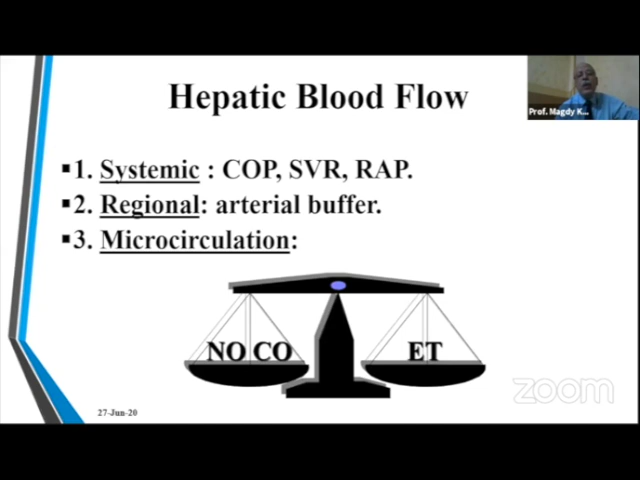 Hepatic Blood Flow
Prof. Magdy K...
▪1. Systemic : COP, SVR, RAP.
▪2. Regional: arterial buffer.
▪3. Microcirculation:
NO CO ET
zoom
27-Jun-20